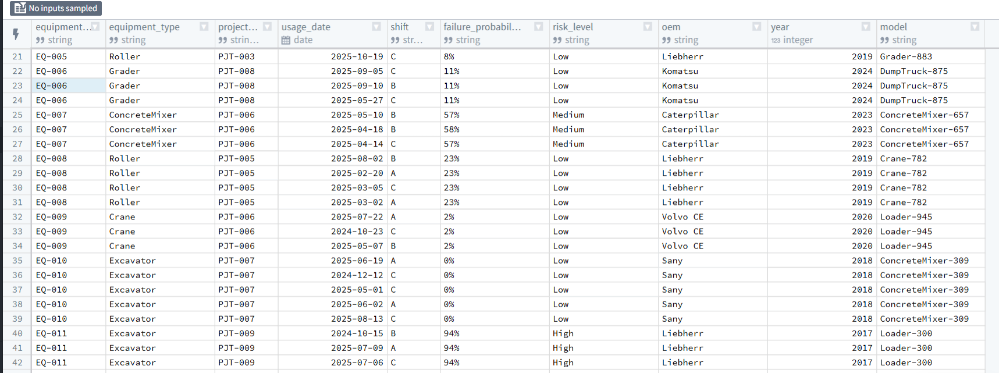 No inputs sampled
equipment... project... usage_date shift failure_probabil... risk_level oem year model
equipment_type
string string strin... date str... string string string 123 integer string
21 EQ-005 Roller PJT-003 2025-10-19 C 8% Low Liebherr 2019 Grader-883
22 EQ-006 Grader PJT-008 2025-09-05 C 11% Low Komatsu 2024 DumpTruck-875
23 EQ-006 Grader PJT-008 2025-09-10 B 11% Low Komatsu 2024 DumpTruck-875
24 EQ-006 Grader PJT-008 2025-05-27 C 11% Low Komatsu 2024 DumpTruck-875
25 EQ-007 ConcreteMixer PJT-006 2025-05-10 B 57% Medium Caterpillar 2023 ConcreteMixer-657
26 EQ-007 ConcreteMixer PJT-006 2025-04-18 B 58% Medium Caterpillar 2023 ConcreteMixer-657
27 EQ-007 ConcreteMixer PJT-006 2025-04-14 C 57% Medium Caterpillar 2023 ConcreteMixer-657
28 EQ-008 Roller PJT-005 2025-08-02 B 23% Low Liebherr 2019 Crane-782
29 EQ-008 Roller PJT-005 2025-02-20 A 23% Low Liebherr 2019 Crane-782
30 EQ-008 Roller PJT-005 2025-03-05 C 23% Low Liebherr 2019 Crane-782
31 EQ-008 Roller PJT-005 2025-03-02 A 23% Low Liebherr 2019 Crane-782
32 EQ-009 Crane PJT-006 2025-07-22 A 2% Low Volvo CE 2020 Loader-945
33 EQ-009 Crane PJT-006 2024-10-23 C 2% Low Volvo CE 2020 Loader-945
34 EQ-009 Crane PJT-006 2025-05-07 B 2% Low Volvo CE 2020 Loader-945
35 EQ-010 Excavator PJT-007 2025-06-19 A 0% Low Sany 2018 ConcreteMixer-309
36 EQ-010 Excavator PJT-007 2024-12-12 C 0% Low Sany 2018 ConcreteMixer-309
37 EQ-010 Excavator PJT-007 2025-05-01 C 0% Low Sany 2018 ConcreteMixer-309
38 EQ-010 Excavator PJT-007 2025-06-02 A 0% Low Sany 2018 ConcreteMixer-309
39 EQ-010 Excavator PJT-007 2025-08-13 C 0% Low Sany 2018 ConcreteMixer-309
40 EQ-011 Excavator PJT-009 2024-10-15 B 94% High Liebherr 2017 Loader-300
41 EQ-011 Excavator PJT-009 2025-07-09 A 94% High Liebherr 2017 Loader-300
42 EQ-011 Excavator PJT-009 2025-07-06 C 94% High Liebherr 2017 Loader-300